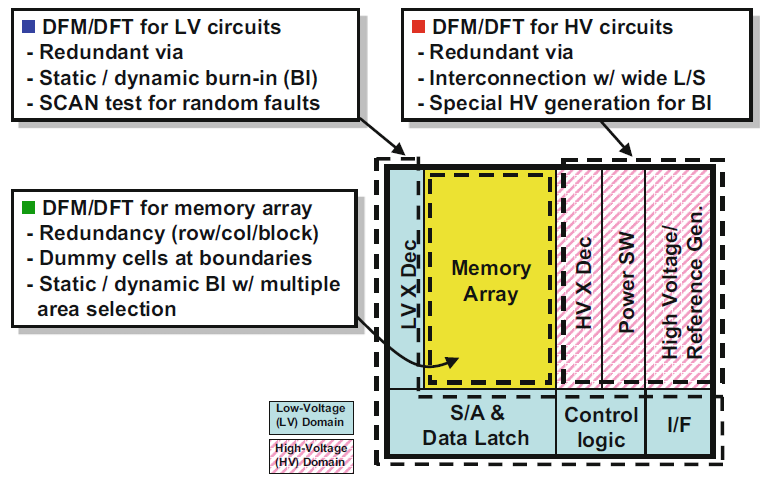 DFM/DFT for LV circuits
- Redundant via
- Static / dynamic burn-in (BI)
- SCAN test for random faults
DFM/DFT for HV circuits
- Redundant via
- Interconnection w/ wide L/S
- Special HV generation for BI
DFM/DFT for memory array
- Redundancy (row/col/block)
- Dummy cells at boundaries
- Static / dynamic BI w/ multiple
area selection
LV X Dec
Memory
Array
HV X Dec
Power SW
High Voltage/
Reference Gen.
S/A &
Data Latch
Control
logic
I/F
Low-Voltage
(LV) Domain
High-Voltage
(HV) Domain